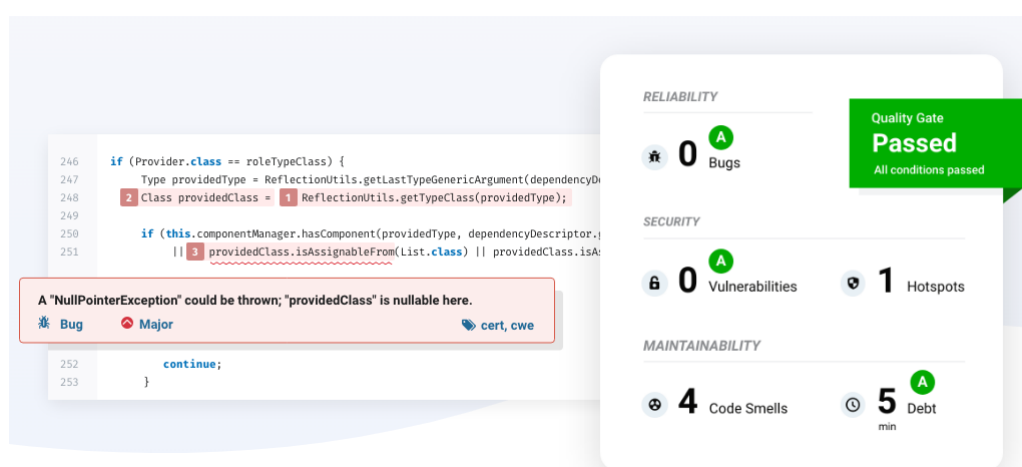 246 if (Provider.class == roleTypeClass) {
247 Type providedType = ReflectionUtils.getLastTypeGenericArgument(dependencyDe
248 2 Class providedClass = 1 ReflectionUtils.getTypeClass(providedType);
249
250 if (this.componentManager.hasComponent(providedType, dependencyDescriptor.g
251 || 3 providedClass.isAssignableFrom(List.class) || providedClass.isAs
A "NullPointerException" could be thrown; "providedClass" is nullable here.
Bug Major cert, cwe
252 continue;
253 }
RELIABILITY
0 A Bugs
Quality Gate
Passed
All conditions passed
SECURITY
0 A Vulnerabilities 1 Hotspots
MAINTAINABILITY
4 Code Smells 5 min A Debt